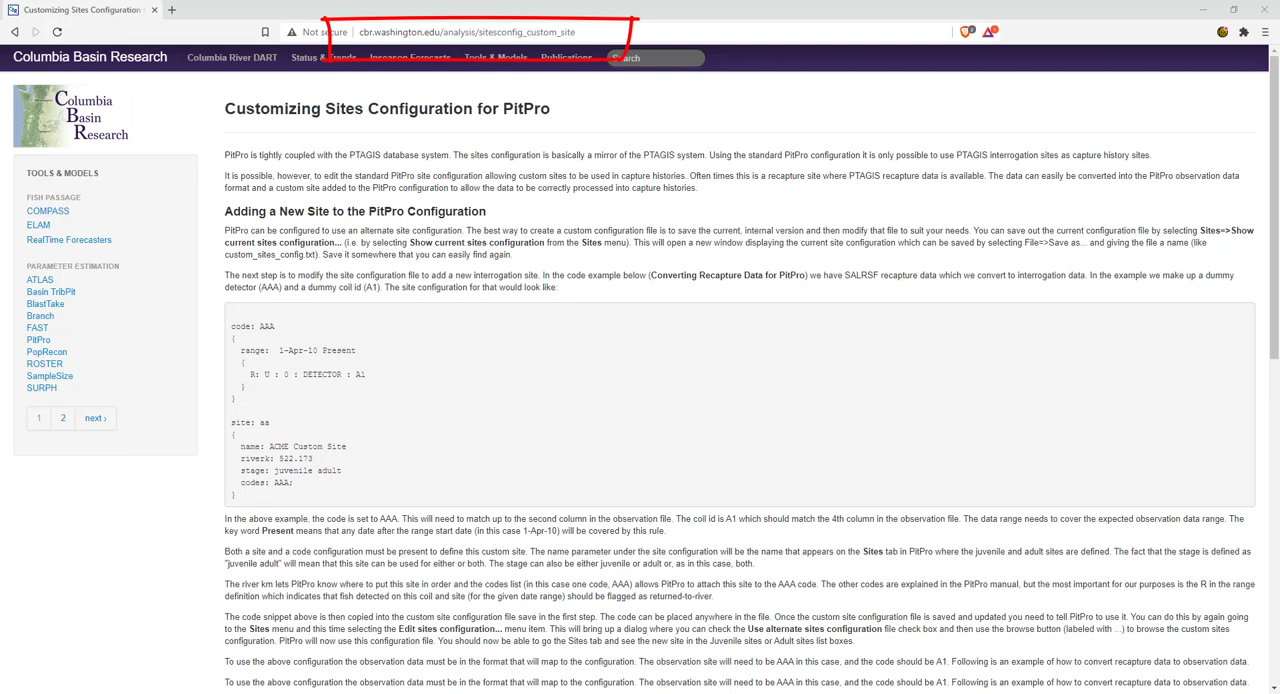 Customizing Sites Configuration
Not secure | cbr.washington.edu/analysis/sitesconfig_custom_site
Columbia Basin Research Columbia River DART Status & Trends Inseason Forecasts Tools & Models Publications Search
Columbia
Basin
Research
TOOLS & MODELS
FISH PASSAGE
COMPASS
ELAM
RealTime Forecasters
PARAMETER ESTIMATION
ATLAS
Basin TribPit
BlastTake
Branch
FAST
PitPro
PopRecon
ROSTER
SampleSize
SURPH
1 2 next ›
Customizing Sites Configuration for PitPro
PitPro is tightly coupled with the PTAGIS database system. The sites configuration is basically a mirror of the PTAGIS system. Using the standard PitPro configuration it is only possible to use PTAGIS interrogation sites as capture history sites.
It is possible, however, to edit the standard PitPro site configuration allowing custom sites to be used in capture histories. Often times this is a recapture site where PTAGIS recapture data is available. The data can easily be converted into the PitPro observation data
format and a custom site added to the PitPro configuration to allow the data to be correctly processed into capture histories.
Adding a New Site to the PitPro Configuration
PitPro can be configured to use an alternate site configuration. The best way to create a custom configuration file is to save the current, internal version and then modify that file to suit your needs. You can save out the current configuration file by selecting Sites=>Show
current sites configuration... (i.e. by selecting Show current sites configuration from the Sites menu). This will open a new window displaying the current site configuration which can be saved by selecting File=>Save as... and giving the file a name (like
custom_sites_config.txt). Save it somewhere that you can easily find again.
The next step is to modify the site configuration file to add a new interrogation site. In the code example below (Converting Recapture Data for PitPro) we have SALRSF recapture data which we convert to interrogation data. In the example we make up a dummy
detector (AAA) and a dummy coil id (A1). The site configuration for that would look like:
code: AAA
{
range: 1-Apr-10 Present
{
R: U : 0 : DETECTOR : A1
}
}
site: aa
{
name: ACME Custom Site
riverk: 522.173
stage: juvenile adult
codes: AAA;
}
In the above example, the code is set to AAA. This will need to match up to the second column in the observation file. The coil id is A1 which should match the 4th column in the observation file. The data range needs to cover the expected observation data range. The
key word Present means that any date after the range start date (in this case 1-Apr-10) will be covered by this rule.
Both a site and a code configuration must be present to define this custom site. The name parameter under the site configuration will be the name that appears on the Sites tab in PitPro where the juvenile and adult sites are defined. The fact that the stage is defined as
"juvenile adult" will mean that this site can be used for either or both. The stage can also be either juvenile or adult or, as in this case, both.
The river km lets PitPro know where to put this site in order and the codes list (in this case one code, AAA) allows PitPro to attach this site to the AAA code. The other codes are explained in the PitPro manual, but the most important for our purposes is the R in the range
definition which indicates that fish detected on this coil and site (for the given date range) should be flagged as returned-to-river.
The code snippet above is then copied into the custom site configuration file save in the first step. The code can be placed anywhere in the file. Once the custom site configuration file is saved and updated you need to tell PitPro to use it. You can do this by again going
to the Sites menu and this time selecting the Edit sites configuration... menu item. This will bring up a dialog where you can check the Use alternate sites configuration file check box and then use the browse button (labeled with ...) to browse the custom sites
configuration. PitPro will now use this configuration file. You should now be able to go the Sites tab and see the new site in the Juvenile sites or Adult sites list boxes.
To use the above configuration the observation data must be in the format that will map to the configuration. The observation site will need to be AAA in this case, and the code should be A1. Following is an example of how to convert recapture data to observation data.
To use the above configuration the observation data must be in the format that will map to the configuration. The observation site will need to be AAA in this case, and the code should be A1. Following is an example of how to convert recapture data to observation data.